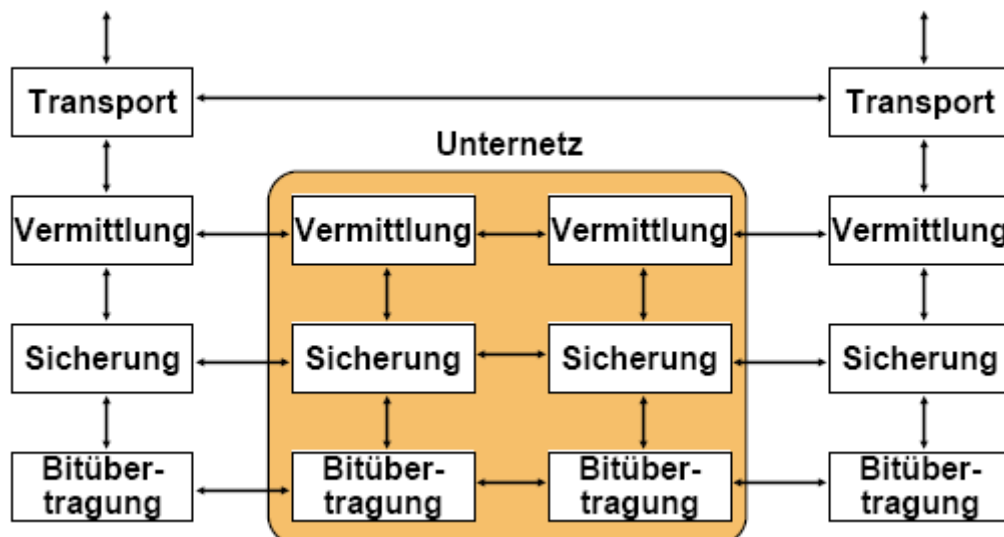 Transport
Transport
Unternetz
Vermittlung
Vermittlung
Vermittlung
Vermittlung
Sicherung
Sicherung
Sicherung
Sicherung
Bitüber-
tragung
Bitüber-
tragung
Bitüber-
tragung
Bitüber-
tragung